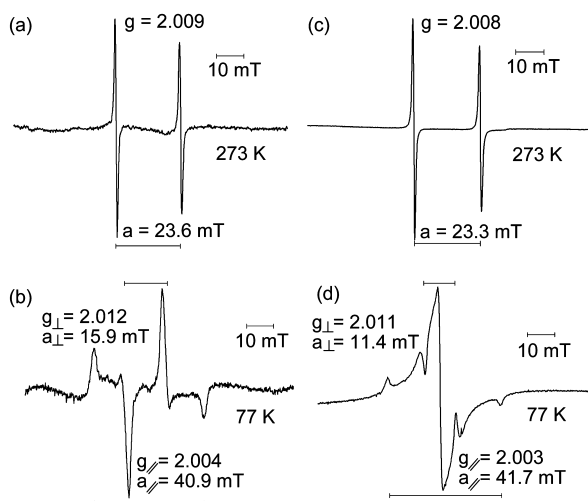 (a)
g = 2.009
10 mT
273 K
a = 23.6 mT
(c)
g = 2.008
10 mT
273 K
a = 23.3 mT
(b)
g⊥ = 2.012
a⊥ = 15.9 mT
10 mT
77 K
g∥ = 2.004
a∥ = 40.9 mT
(d)
g⊥ = 2.011
a⊥ = 11.4 mT
10 mT
77 K
g∥ = 2.003
a∥ = 41.7 mT